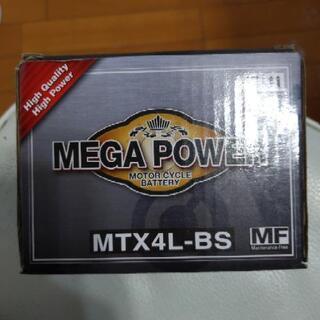 High Quality
High Power
MEGA POWER
MOTOR CYCLE
BATTERY
MTX4L-BS
MF
Maintenance Free